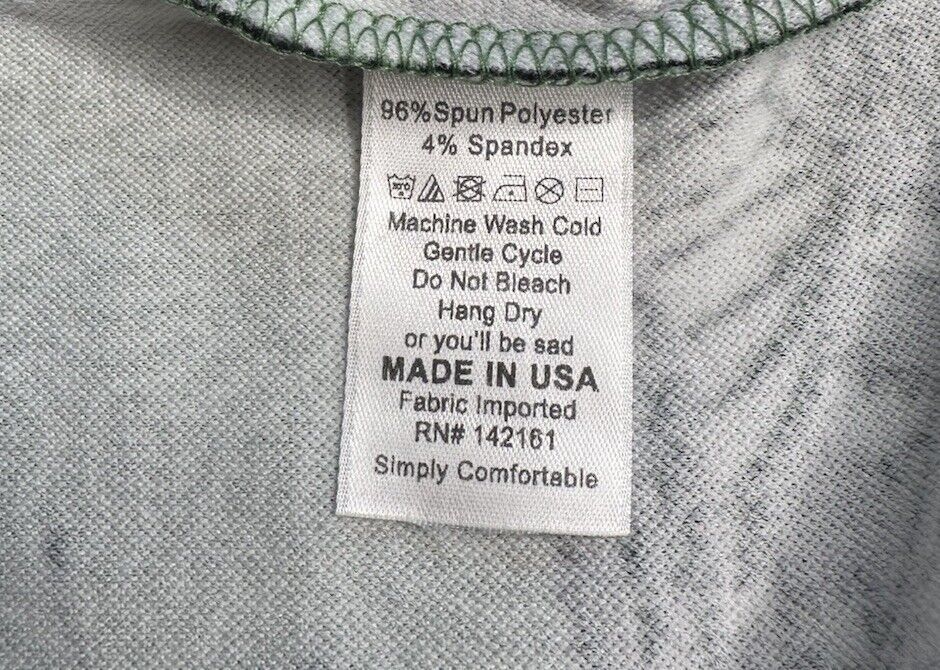 96%Spun Polyester
4% Spandex
Machine Wash Cold
Gentle Cycle
Do Not Bleach
Hang Dry
or you'll be sad
MADE IN USA
Fabric Imported
RN# 142161
Simply Comfortable